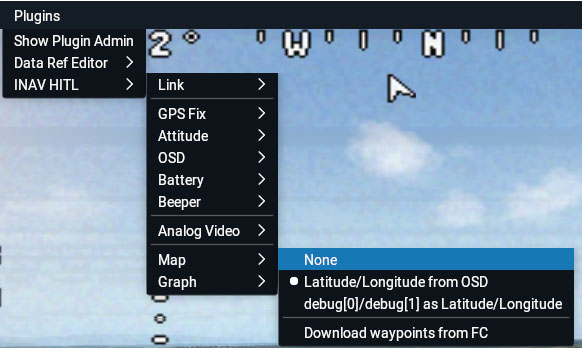 Plugins
Show Plugin Admin
Data Ref Editor
INAV HITL
2° ' W ' ı ' N ' ı '
Link
GPS Fix
Attitude
OSD
Battery
Beeper
Analog Video
Map
Graph
None
Latitude/Longitude from OSD
debug[0]/debug[1] as Latitude/Longitude
Download waypoints from FC